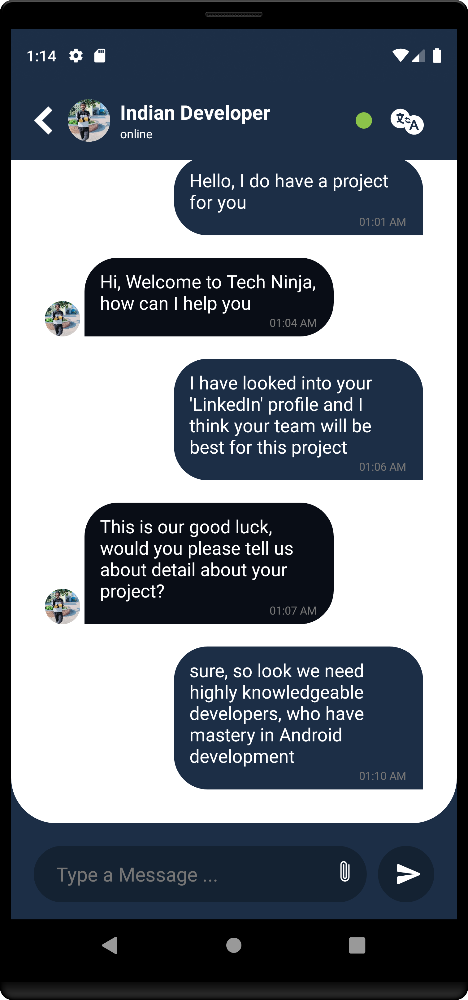 1:14
Indian Developer
online
文A
Hello, I do have a project
for you
01:01 AM
Hi, Welcome to Tech Ninja,
how can I help you
01:04 AM
I have looked into your
'LinkedIn' profile and I
think your team will be
best for this project
01:06 AM
This is our good luck,
would you please tell us
about detail about your
project?
01:07 AM
sure, so look we need
highly knowledgeable
developers, who have
mastery in Android
development
01:10 AM
Type a Message ...